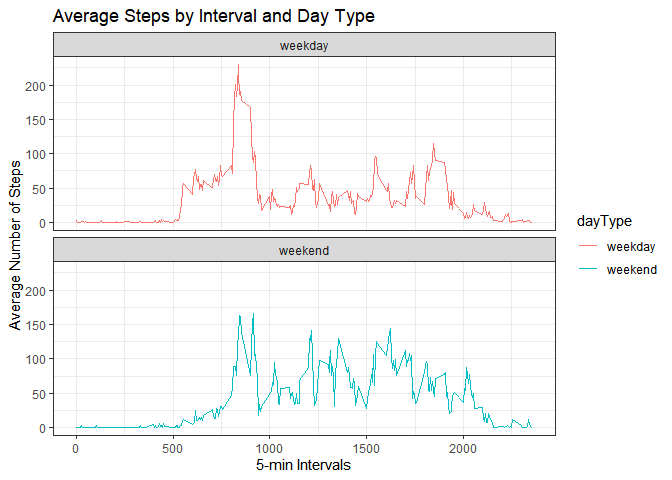 Average Steps by Interval and Day Type
weekday
200
150
100
50
0
weekend
200
150
100
50
0
0 500 1000 1500 2000
5-min Intervals
Average Number of Steps
dayType
weekday
weekend